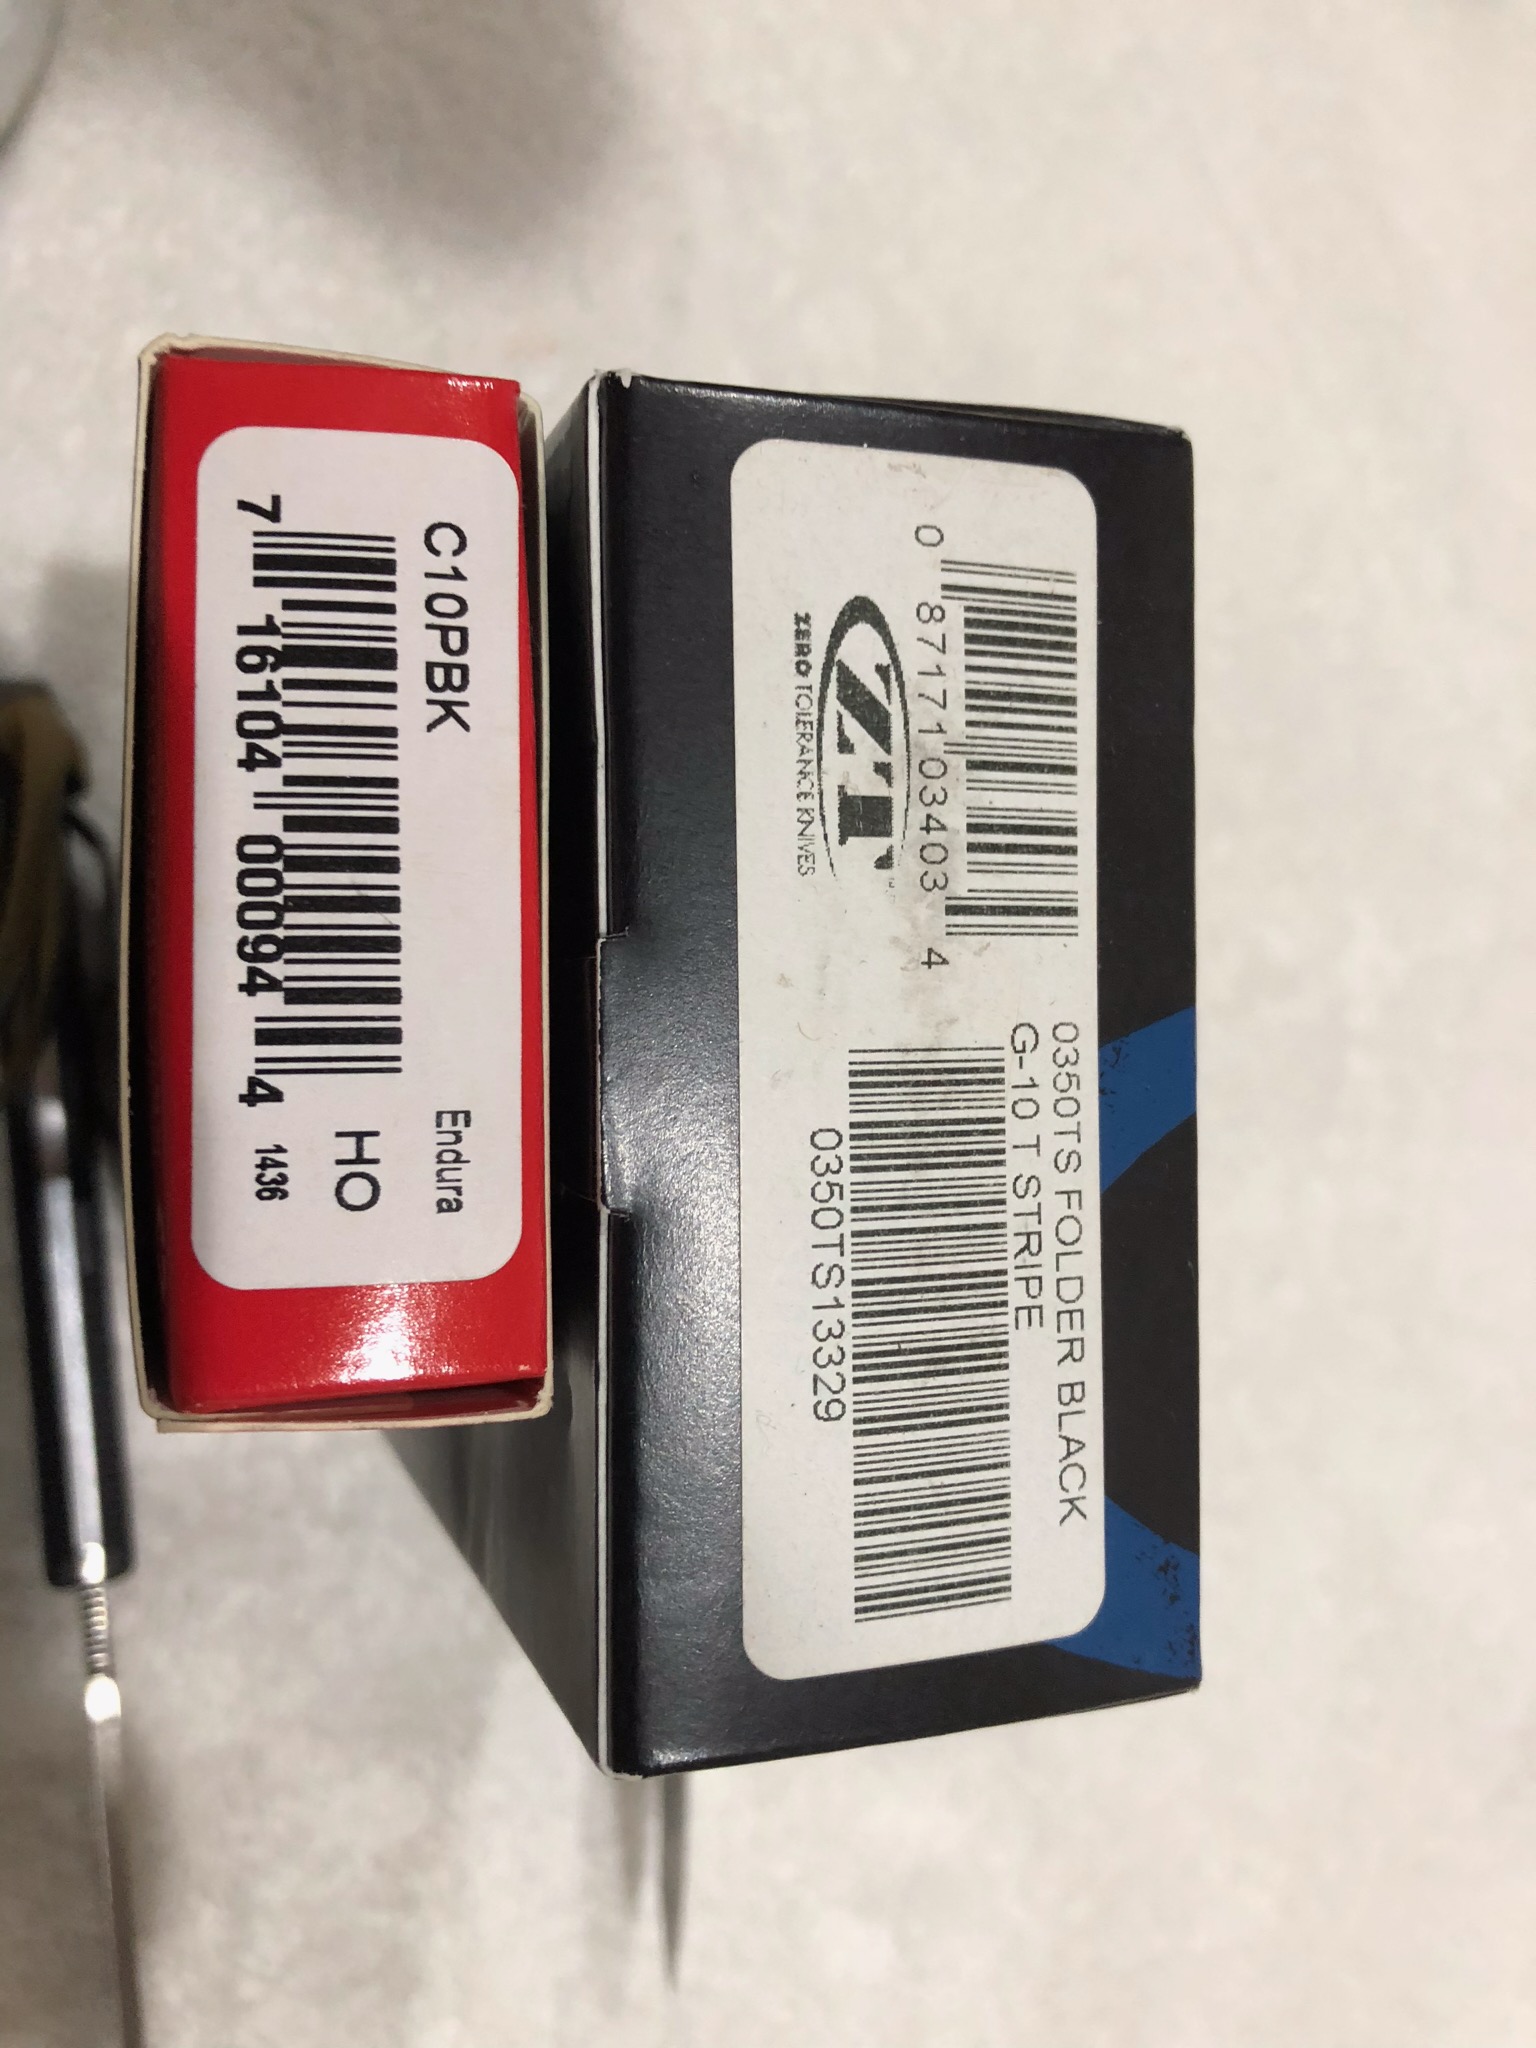 C10PBK
Endura
HO
7 16104 00094 4
1436
0350TS FOLDER BLACK
G-10 T STRIPE
0 87171 03403 4
ZT
ZERO TOLERANCE KNIVES
0350TS13329